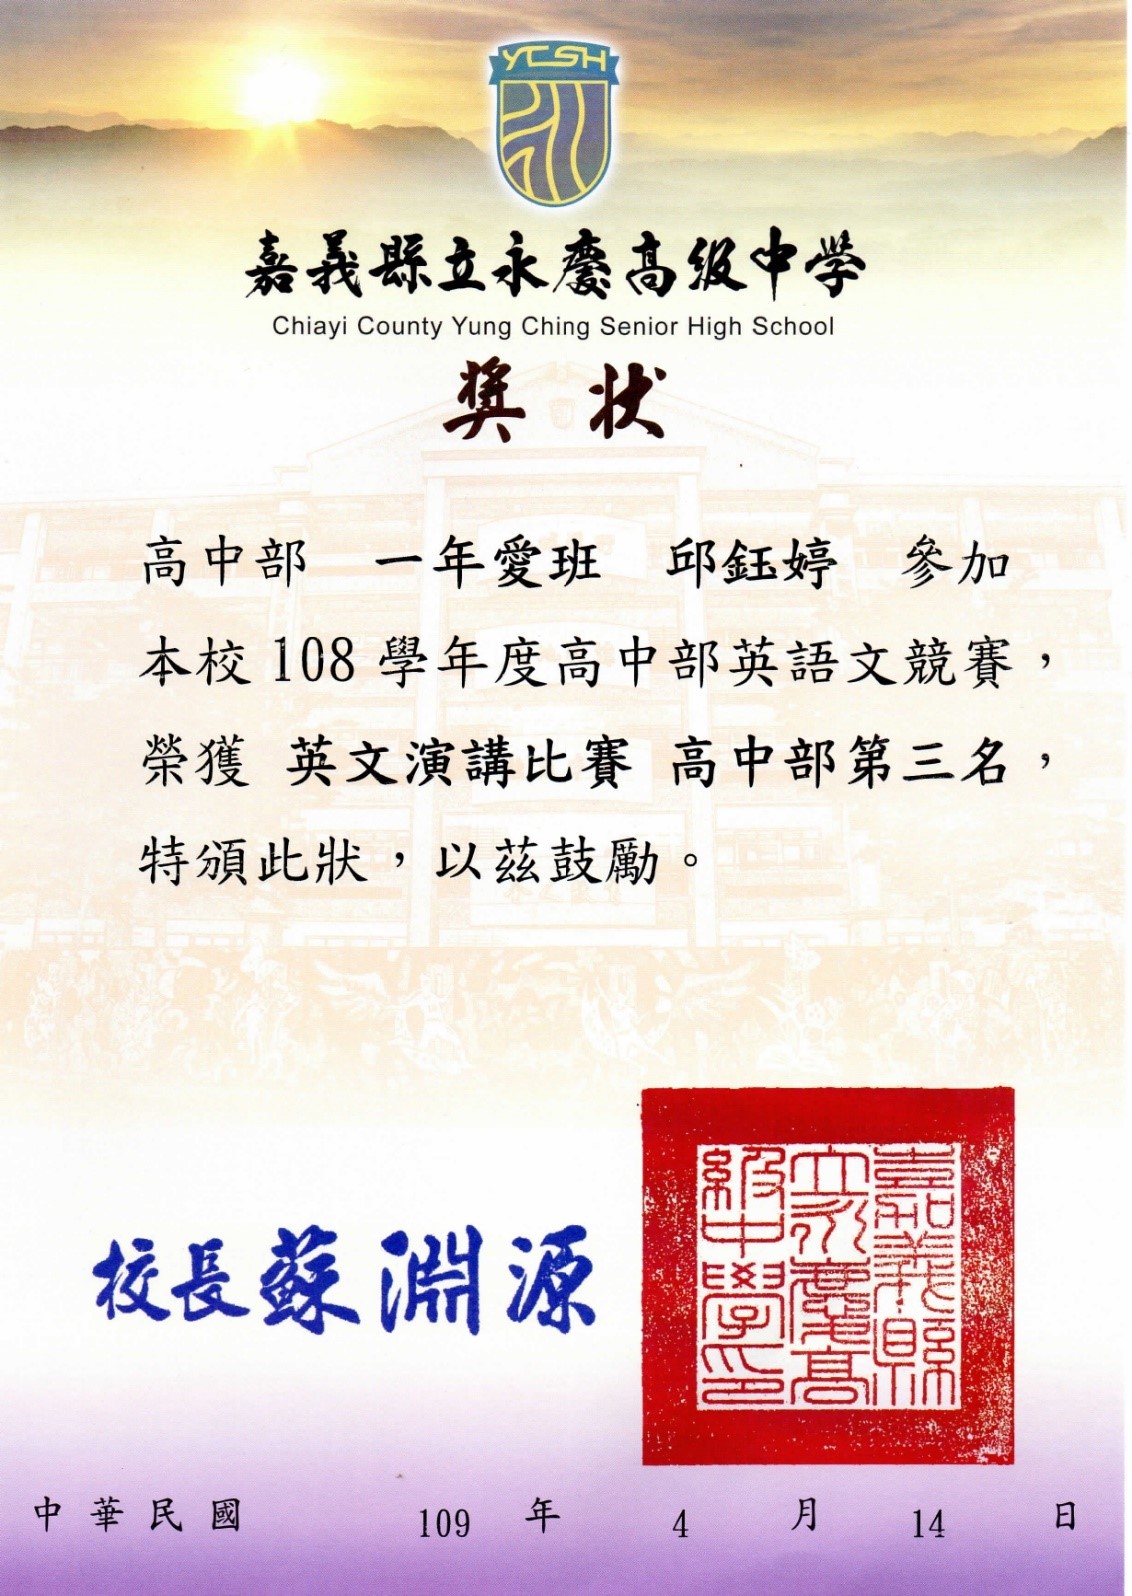 YCSH
嘉義縣立永慶高級中學
Chiayi County Yung Ching Senior High School
獎狀
高中部 一年愛班 邱鈺婷 參加
本校108學年度高中部英語文競賽，
榮獲 英文演講比賽 高中部第三名，
特頒此狀，以茲鼓勵。
校長蘇淵源
嘉義縣
立永慶高
級中學印
中華民國 109 年 4 月 14 日